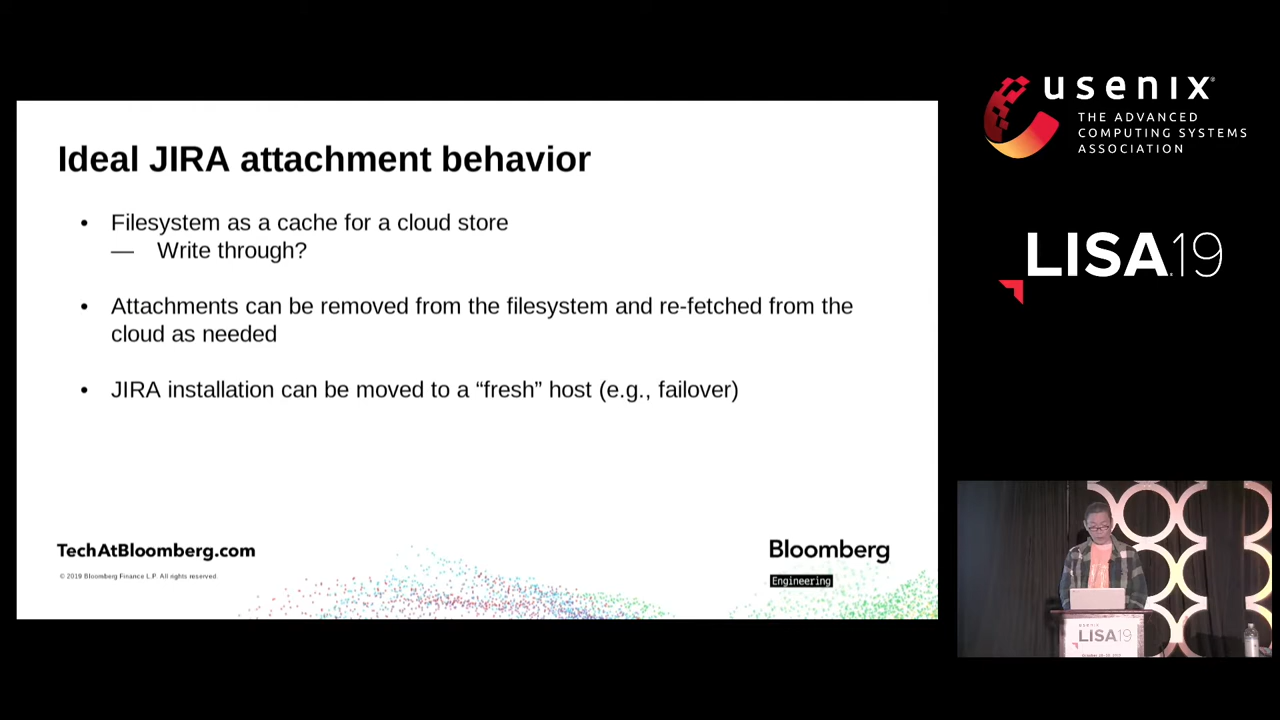 Ideal JIRA attachment behavior
• Filesystem as a cache for a cloud store
— Write through?
• Attachments can be removed from the filesystem and re-fetched from the
cloud as needed
• JIRA installation can be moved to a “fresh” host (e.g., failover)
TechAtBloomberg.com
© 2019 Bloomberg Finance L.P. All rights reserved.
Bloomberg
Engineering
usenix
THE ADVANCED
COMPUTING SYSTEMS
ASSOCIATION
LISA19
usenix
LISA19